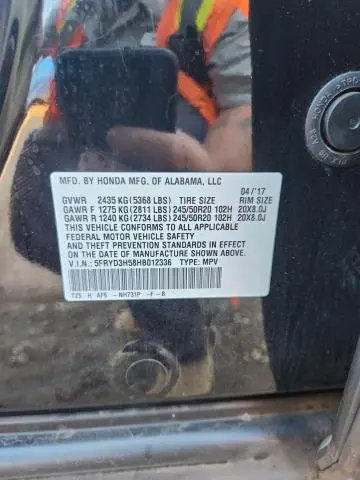 MFD. BY HONDA MFG. OF ALABAMA, LLC
04/'17
GVWR 2435 KG(5368 LBS) TIRE SIZE RIM SIZE
GAWR F 1275 KG(2811 LBS) 245/50R20 102H 20X8.0J
GAWR R 1240 KG(2734 LBS) 245/50R20 102H 20X8.0J
THIS VEHICLE CONFORMS TO ALL APPLICABLE
FEDERAL MOTOR VEHICLE SAFETY
AND THEFT PREVENTION STANDARDS IN EFFECT
ON THE DATE OF MANUFACTURE SHOWN ABOVE.
V.I.N.: 5FRYD3H58HB012336 TYPE: MPV
NH731P -F -B
HONDA